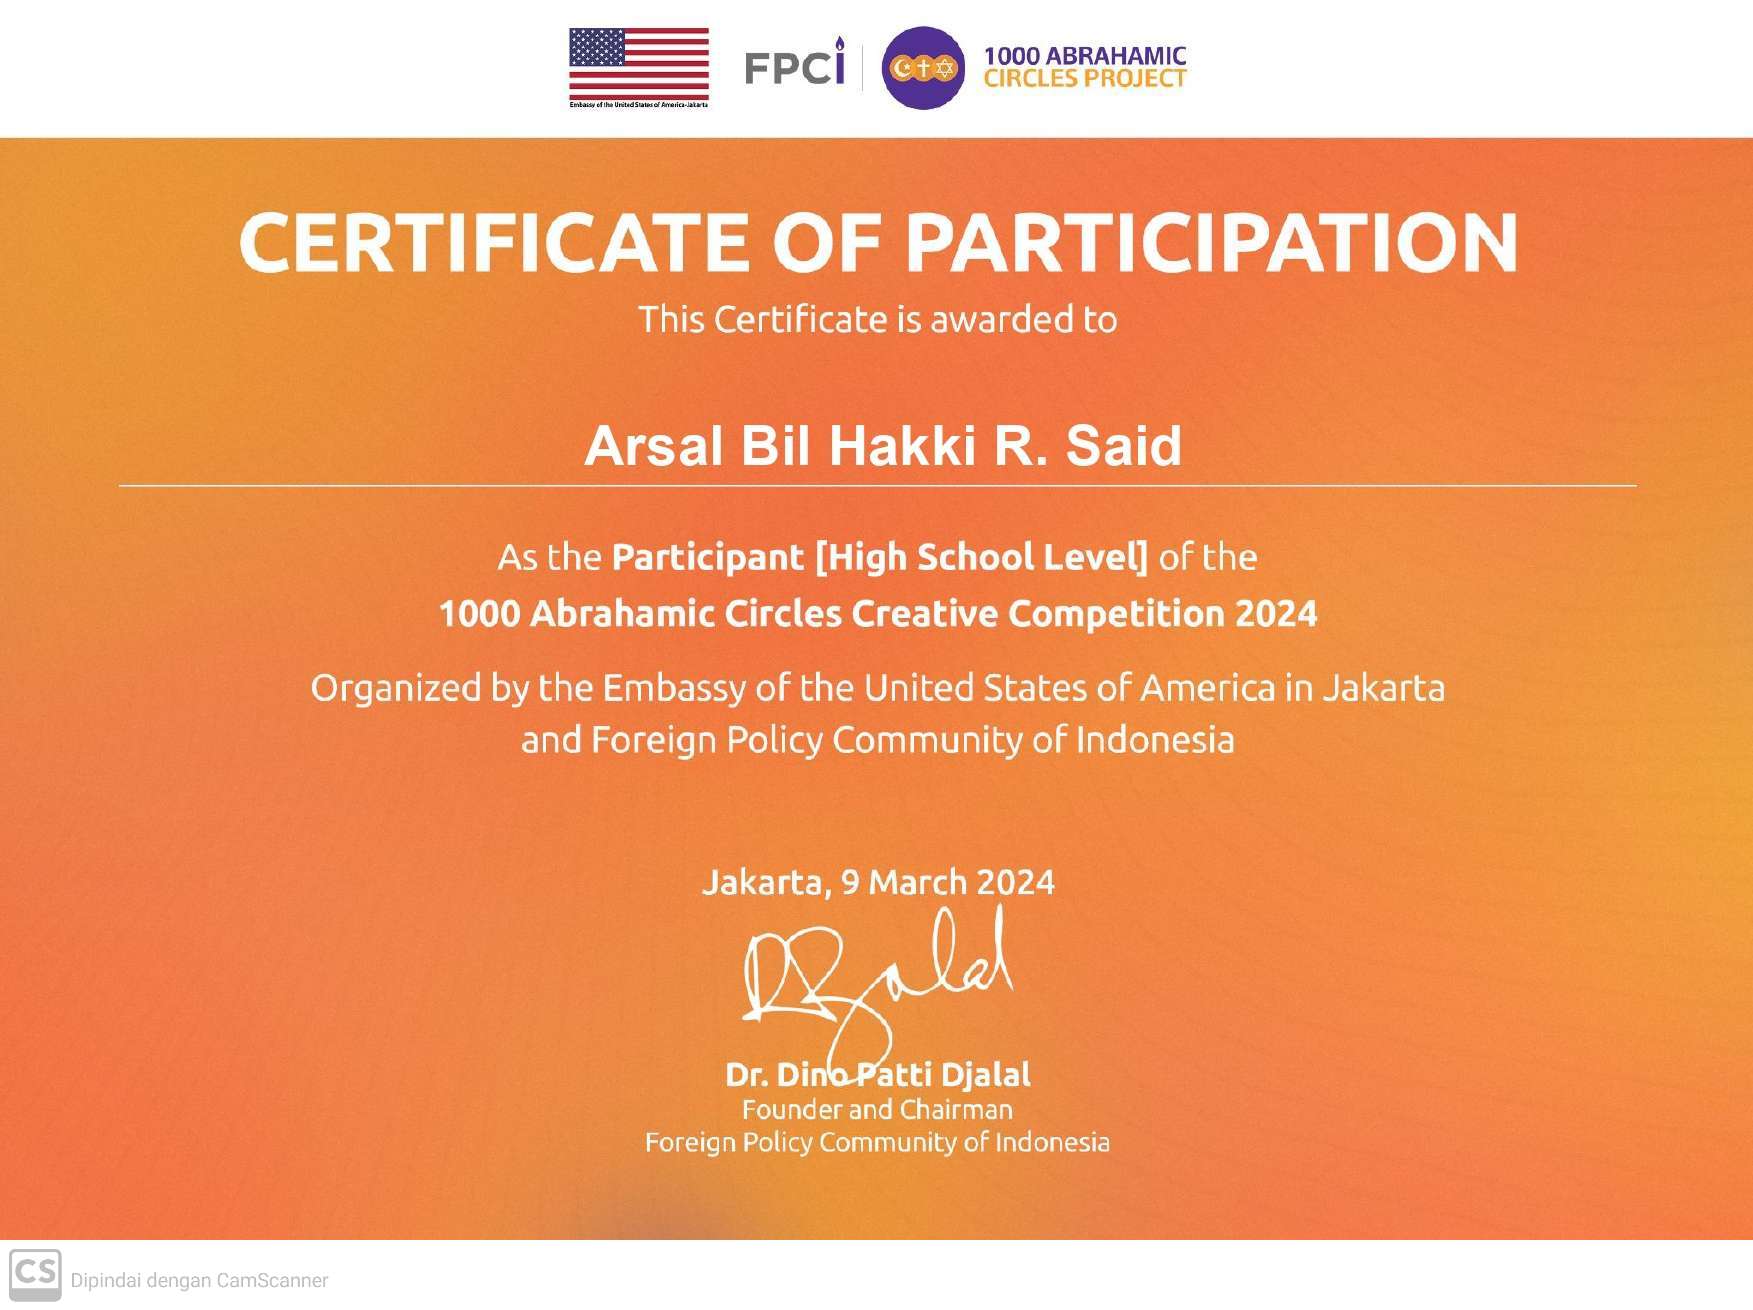 Embassy of the United States of America-Jakarta
FPCi
1000 ABRAHAMIC
CIRCLES PROJECT
CERTIFICATE OF PARTICIPATION
This Certificate is awarded to
Arsal Bil Hakki R. Said
As the Participant [High School Level] of the
1000 Abrahamic Circles Creative Competition 2024
Organized by the Embassy of the United States of America in Jakarta
and Foreign Policy Community of Indonesia
Jakarta, 9 March 2024
Dr. Dino Patti Djalal
Founder and Chairman
Foreign Policy Community of Indonesia
CS Dipindai dengan CamScanner